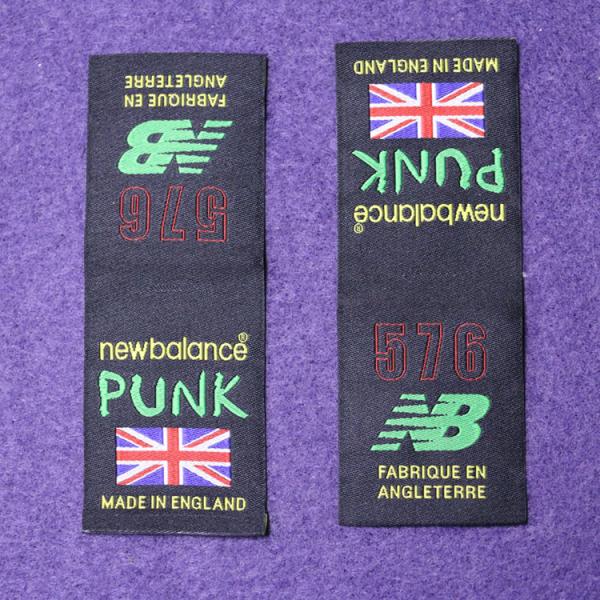 FABRIQUE EN
ANGLETERRE
NB
576
newbalance®
PUNK
MADE IN ENGLAND
MADE IN ENGLAND
PUNK
newbalance®
576
NB
FABRIQUE EN
ANGLETERRE